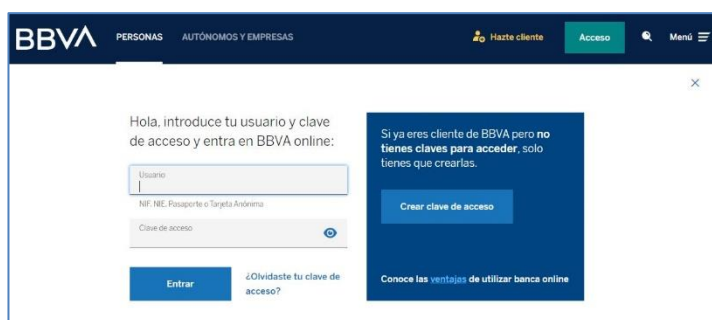 BBVA
PERSONAS
AUTÓNOMOS Y EMPRESAS
Hazte cliente
Acceso
Menú
Hola, introduce tu usuario y clave
de acceso y entra en BBVA online:
Usuario
NIF, NIE, Pasaporte o Tarjeta Anónima
Clave de acceso
Entrar
¿Olvidaste tu clave de
acceso?
Si ya eres cliente de BBVA pero no
tienes claves para acceder, solo
tienes que crearlas.
Crear clave de acceso
Conoce las ventajas de utilizar banca online